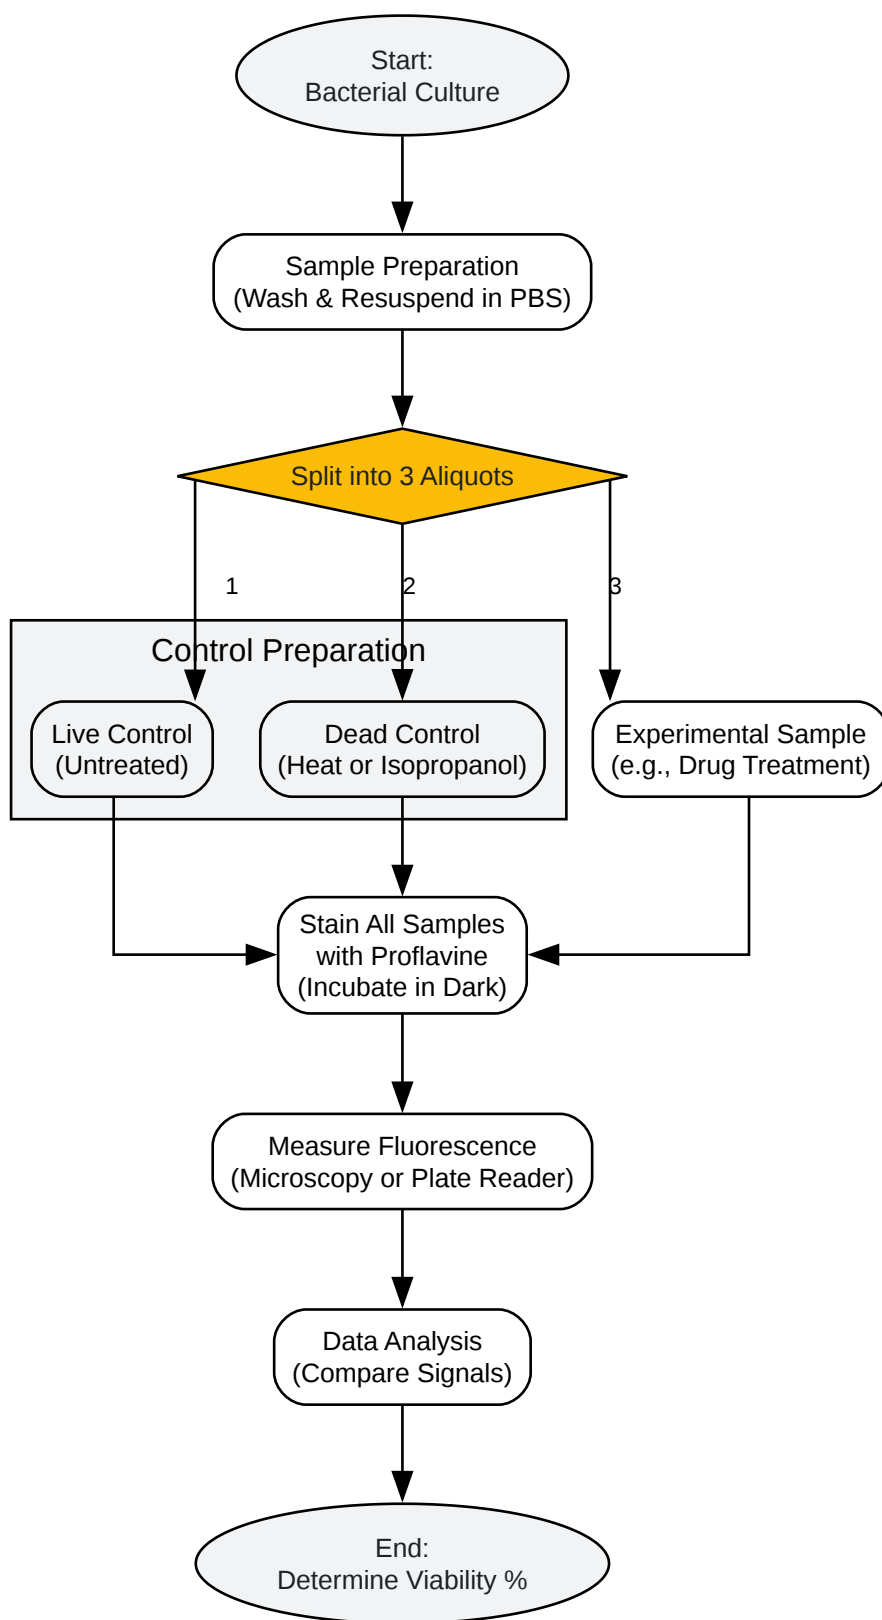 Start:
Bacterial Culture
Sample Preparation
(Wash & Resuspend in PBS)
Split into 3 Aliquots
1
2
3
Control Preparation
Live Control
(Untreated)
Dead Control
(Heat or Isopropanol)
Experimental Sample
(e.g., Drug Treatment)
Stain All Samples
with Proflavine
(Incubate in Dark)
Measure Fluorescence
(Microscopy or Plate Reader)
Data Analysis
(Compare Signals)
End:
Determine Viability %